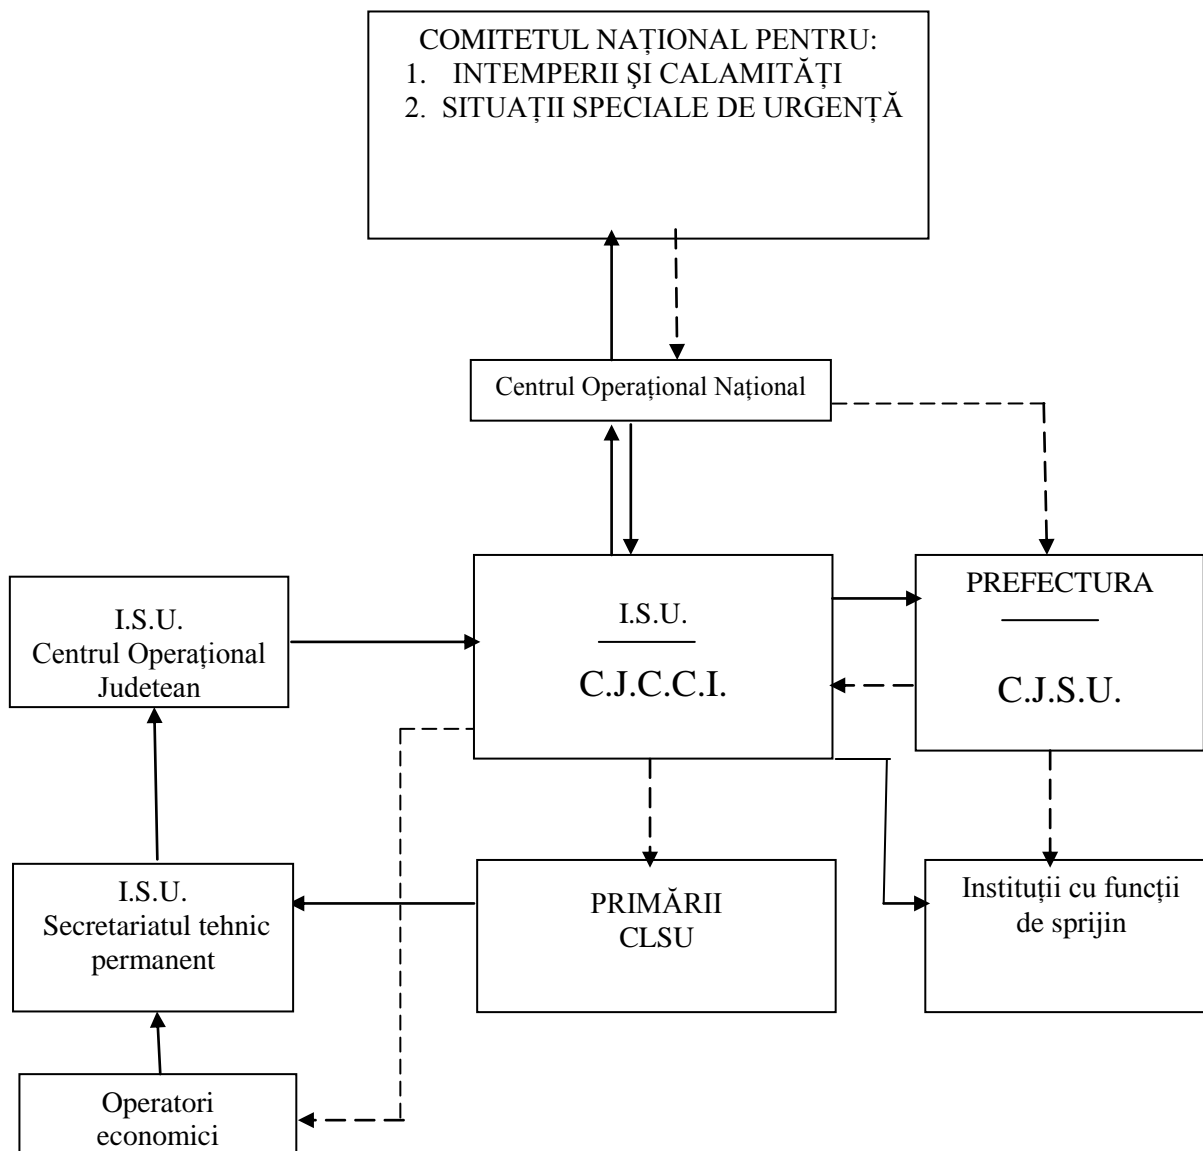 COMITETUL NAȚIONAL PENTRU:
1. INTEMPERII ŞI CALAMITĂȚI
2. SITUAȚII SPECIALE DE URGENȚĂ
Centrul Operațional Național
I.S.U.
Centrul Operațional
Judetean
I.S.U.
C.J.C.C.I.
PREFECTURA
C.J.S.U.
I.S.U.
Secretariatul tehnic
permanent
PRIMĂRII
CLSU
Instituții cu funcții
de sprijin
Operatori
economici